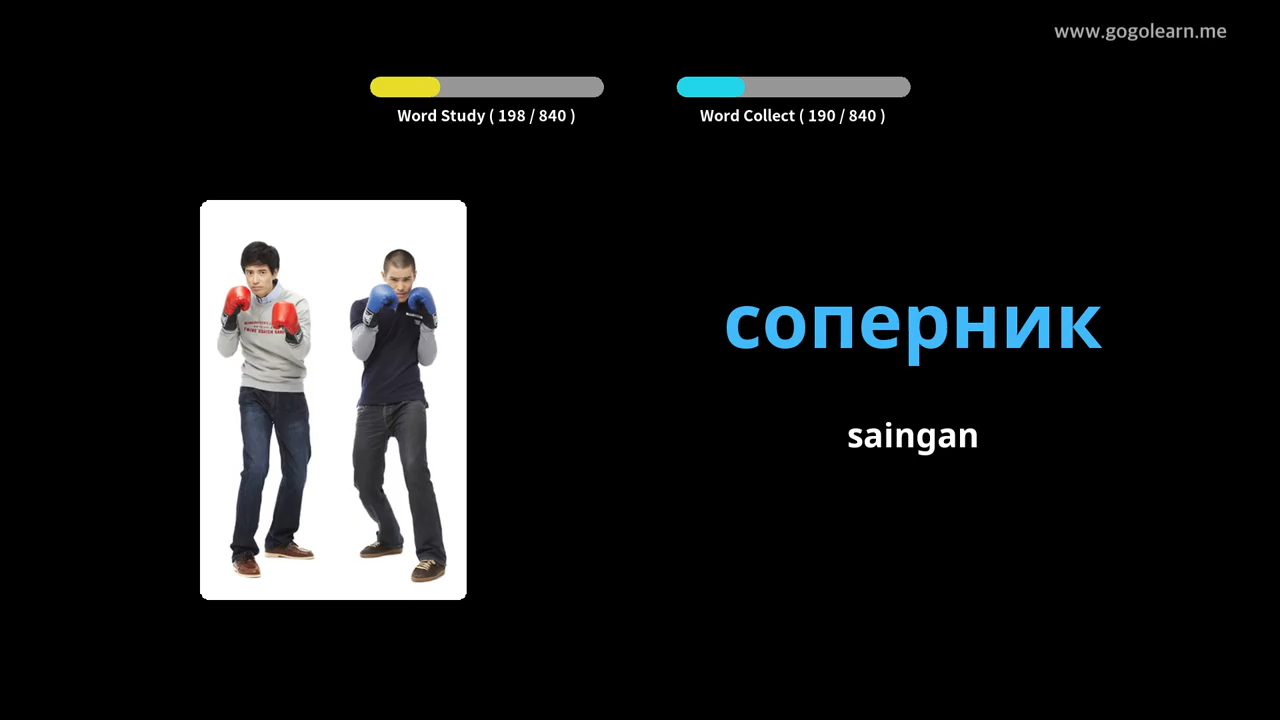 www.gogolearn.me
Word Study ( 198 / 840 )
Word Collect ( 190 / 840 )
соперник
saingan